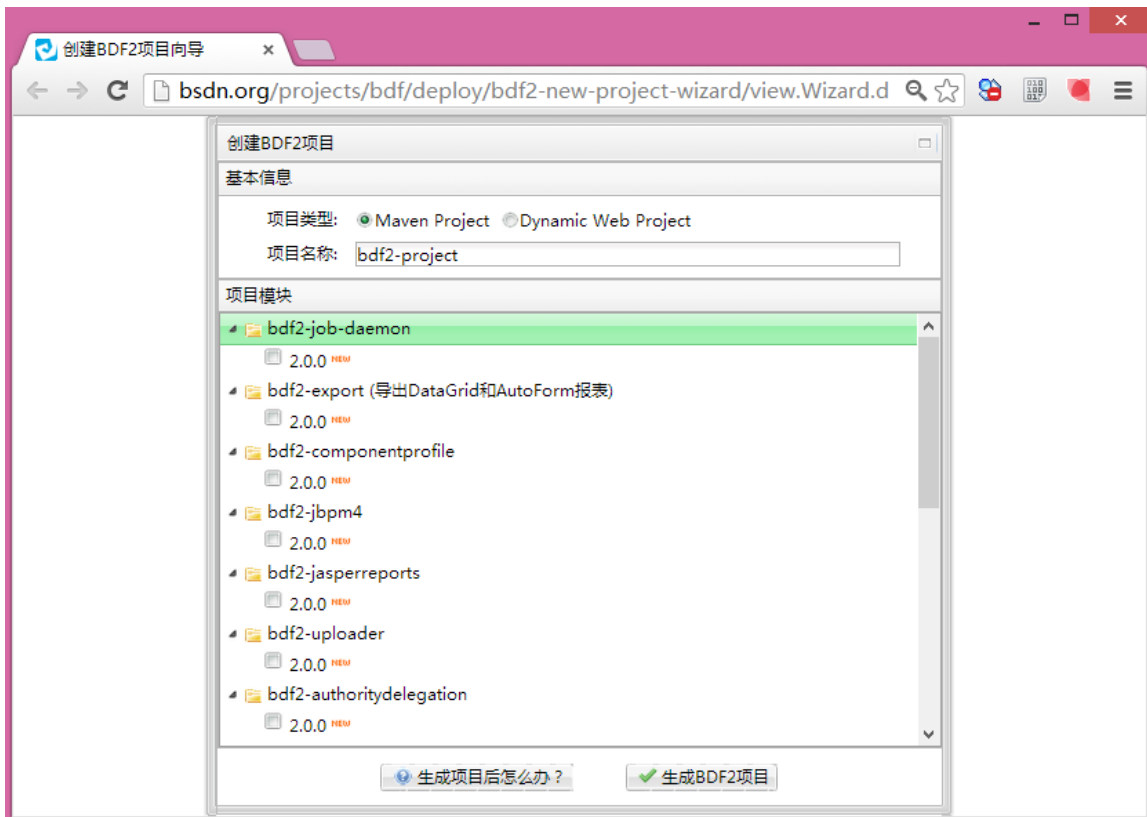 创建BDF2项目向导
bsdn.org/projects/bdf/deploy/bdf2-new-project-wizard/view.Wizard.d
创建BDF2项目
基本信息
项目类型: Maven Project Dynamic Web Project
项目名称: bdf2-project
项目模块
bdf2-job-daemon
2.0.0 NEW
bdf2-export (导出DataGrid和AutoForm报表)
2.0.0 NEW
bdf2-componentprofile
2.0.0 NEW
bdf2-jbpm4
2.0.0 NEW
bdf2-jasperreports
2.0.0 NEW
bdf2-uploader
2.0.0 NEW
bdf2-authoritydelegation
2.0.0 NEW
生成项目后怎么办？ 生成BDF2项目